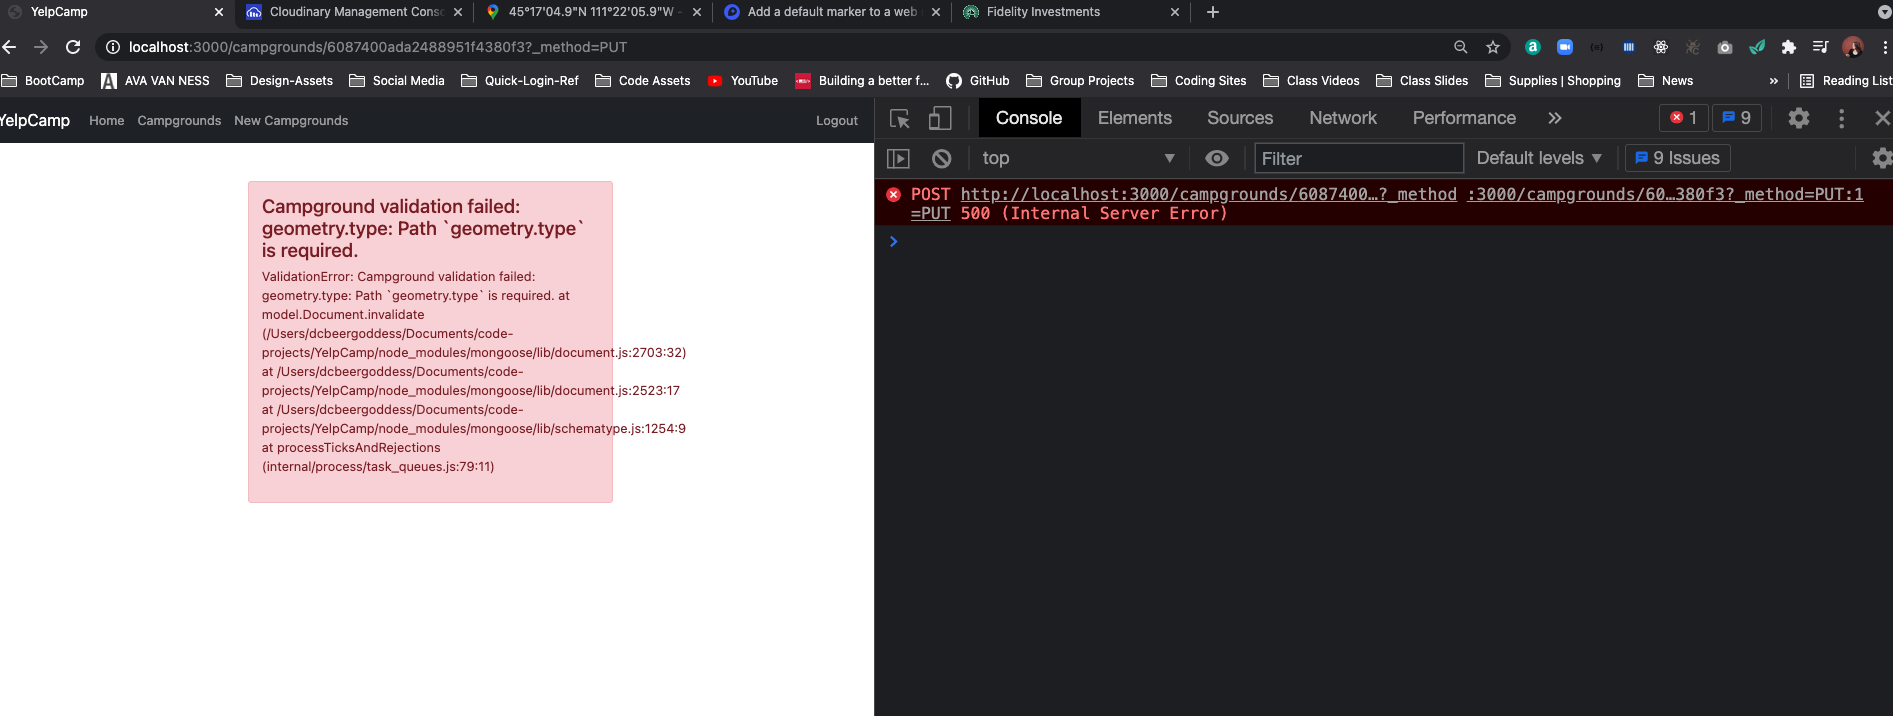 YelpCamp
Cloudinary Management Conso
45°17'04.9"N 111°22'05.9"W -
Add a default marker to a web
Fidelity Investments
localhost:3000/campgrounds/6087400ada2488951f4380f3?_method=PUT
BootCamp
AVA VAN NESS
Design-Assets
Social Media
Quick-Login-Ref
Code Assets
YouTube
Building a better f...
GitHub
Group Projects
Coding Sites
Class Videos
Class Slides
Supplies | Shopping
News
»
Reading List
YelpCamp Home Campgrounds New Campgrounds Logout
Console Elements Sources Network Performance » 1 9
top Filter Default levels 9 Issues
Campground validation failed:
geometry.type: Path `geometry.type`
is required.
ValidationError: Campground validation failed:
geometry.type: Path `geometry.type` is required. at
model.Document.invalidate
(/Users/dcbeergoddess/Documents/code-
projects/YelpCamp/node_modules/mongoose/lib/document.js:2703:32)
at /Users/dcbeergoddess/Documents/code-
projects/YelpCamp/node_modules/mongoose/lib/document.js:2523:17
at /Users/dcbeergoddess/Documents/code-
projects/YelpCamp/node_modules/mongoose/lib/schematype.js:1254:9
at processTicksAndRejections
(internal/process/task_queues.js:79:11)
POST http://localhost:3000/campgrounds/6087400…?_method :3000/campgrounds/60…380f3?_method=PUT:1
=PUT 500 (Internal Server Error)